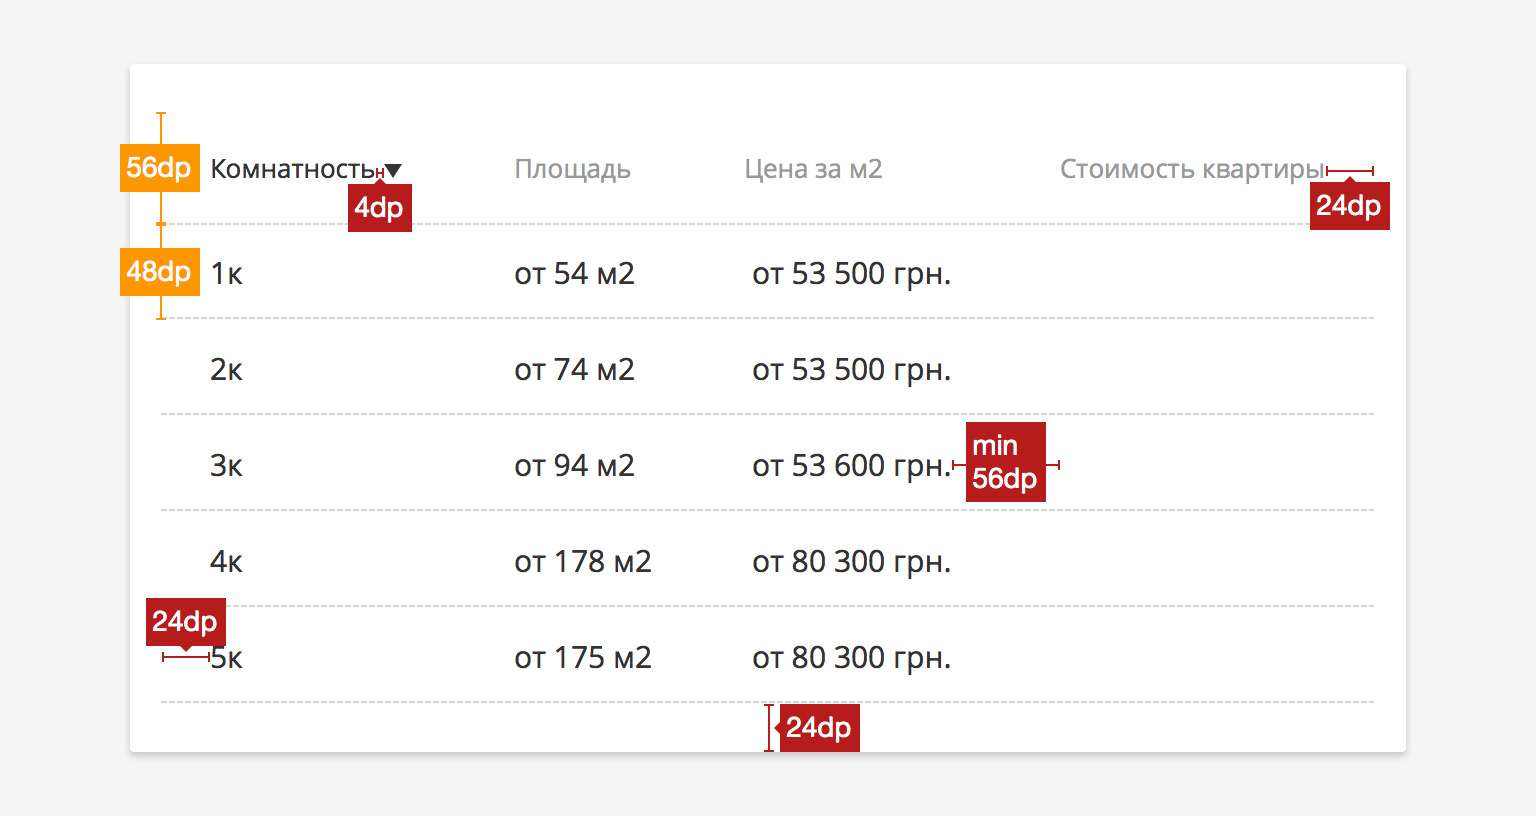 56dp
Комнатность
4dp
Площадь
Цена за м2
Стоимость квартиры
24dp
48dp
1к
от 54 м2
от 53 500 грн.
2к
от 74 м2
от 53 500 грн.
3к
от 94 м2
от 53 600 грн.
min
56dp
4к
от 178 м2
от 80 300 грн.
24dp
5к
от 175 м2
от 80 300 грн.
24dp